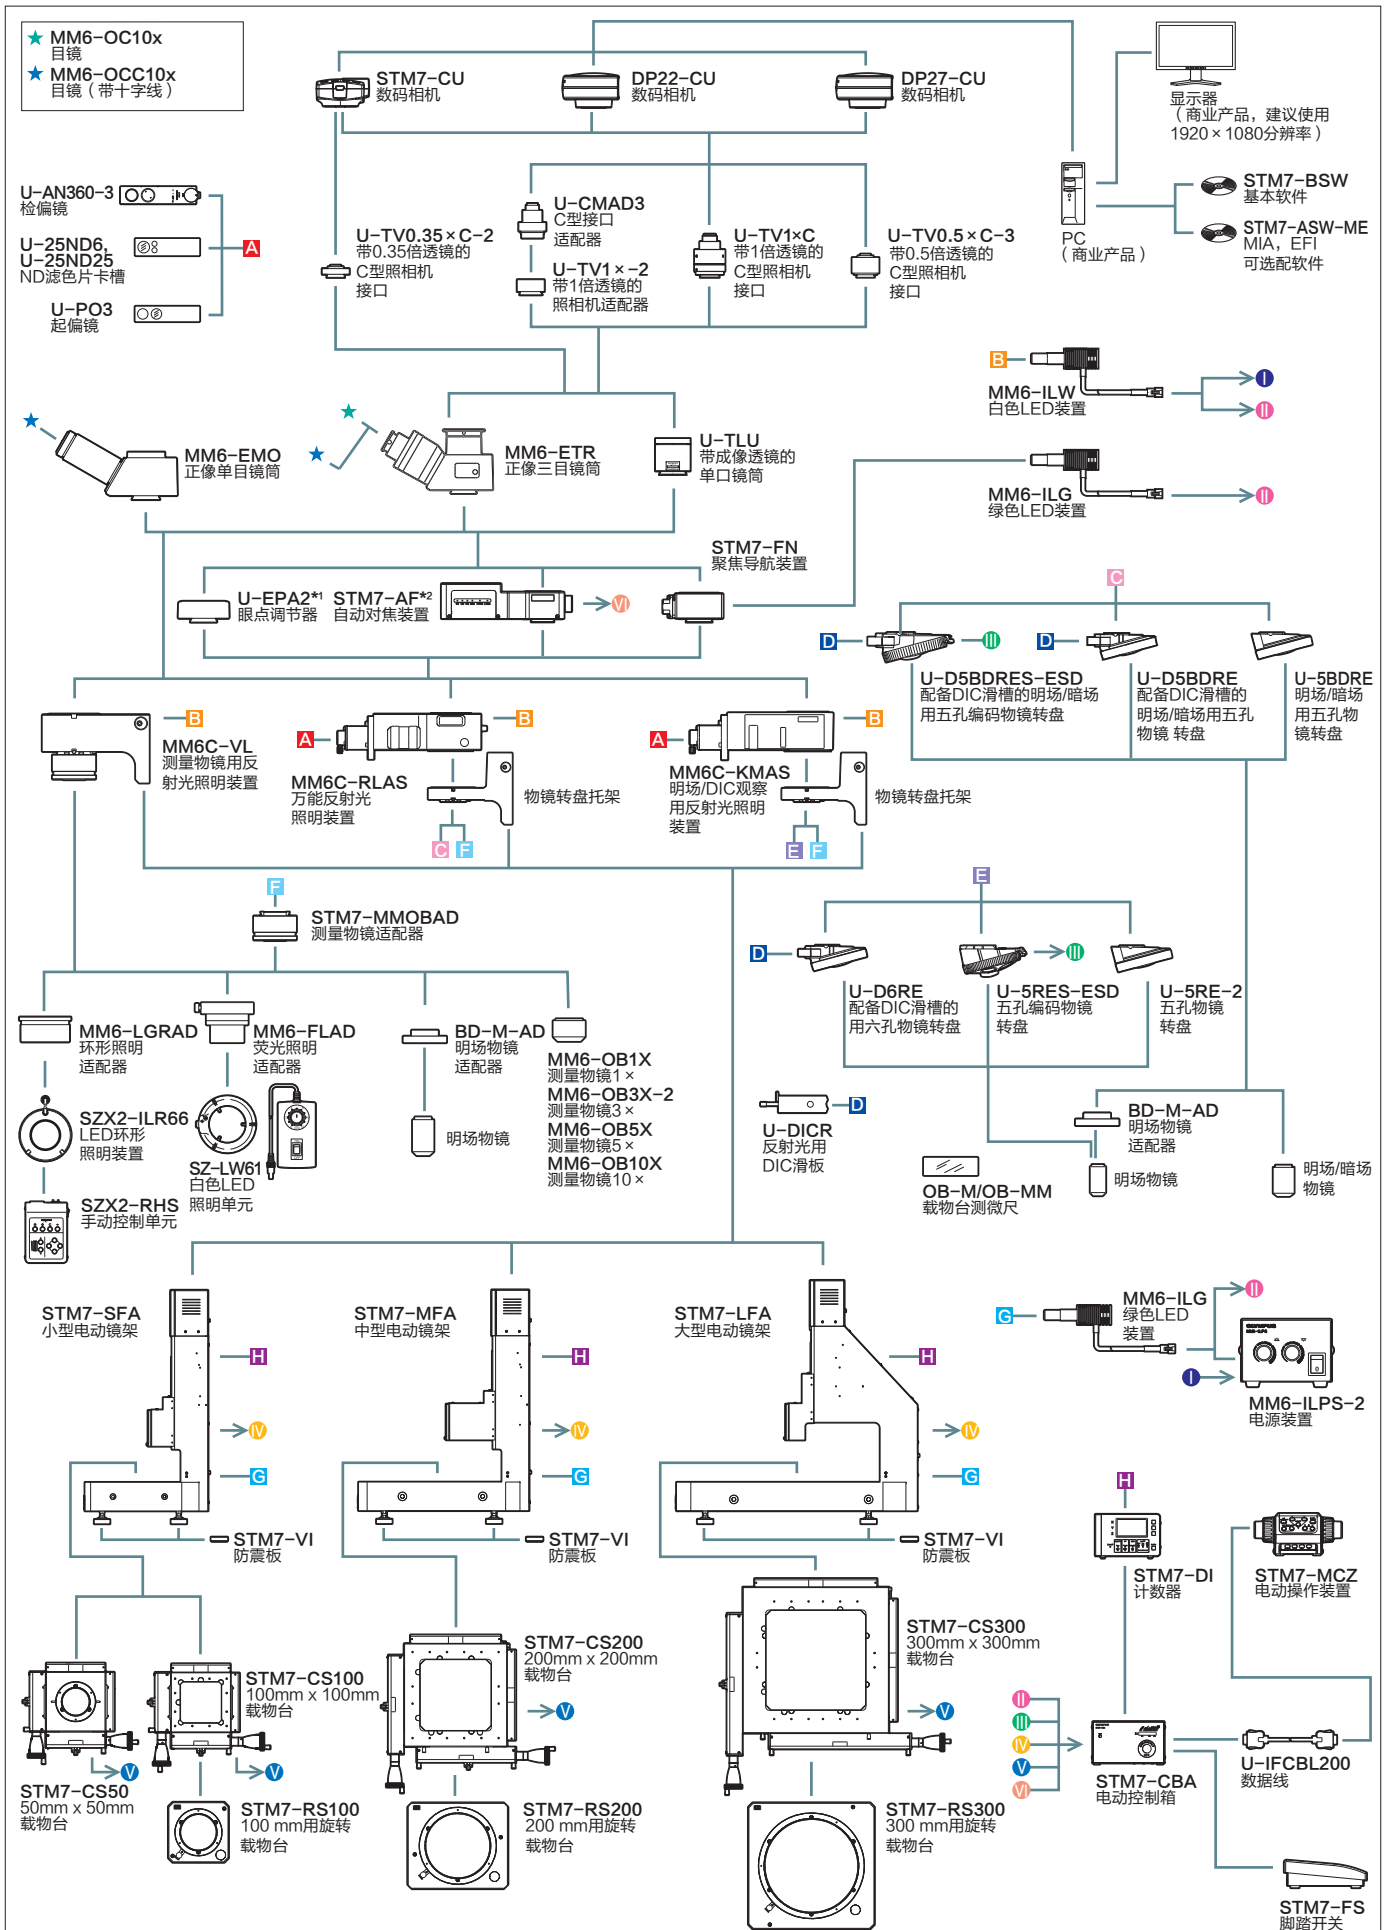 ★ MM6-OC10x
目镜
★ MM6-OCC10x
目镜（带十字线）
STM7-CU
数码相机
DP22-CU
数码相机
DP27-CU
数码相机
显示器
（商业产品，建议使用
1920×1080分辨率）
U-AN360-3
检偏镜
U-25ND6,
U-25ND25
ND滤色片卡槽
A
U-PO3
起偏镜
U-TV0.35×C-2
带0.35倍透镜的
C型照相机
接口
U-CMAD3
C型接口
适配器
U-TV1×-2
带1倍透镜的
照相机适配器
U-TV1×C
带1倍透镜的
C型照相机
接口
U-TV0.5×C-3
带0.5倍透镜的
C型照相机
接口
PC
（商业产品）
STM7-BSW
基本软件
STM7-ASW-ME
MIA，EFI
可选配软件
B
MM6-ILW
白色LED装置
I
II
MM6-ILG
绿色LED装置
II
★
MM6-EMO
正像单目镜筒
★
★
MM6-ETR
正像三目镜筒
U-TLU
带成像透镜的
单口镜筒
STM7-FN
聚焦导航装置
U-EPA2*1
眼点调节器
STM7-AF*2
自动对焦装置
VI
C
D
III
D
U-D5BDRES-ESD
配备DIC滑槽的明场/暗场
用五孔编码物镜转盘
U-D5BDRE
配备DIC滑槽的
明场/暗场用五孔
物镜 转盘
U-5BDRE
明场/暗场
用五孔物
镜转盘
B
MM6C-VL
测量物镜用反
射光照明装置
A
B
MM6C-RLAS
万能反射光
照明装置
物镜转盘托架
C
F
A
B
MM6C-KMAS
明场/DIC观察
用反射光照明
装置
物镜转盘托架
E
F
F
STM7-MMOBAD
测量物镜适配器
E
D
III
U-D6RE
配备DIC滑槽的
用六孔物镜转盘
U-5RES-ESD
五孔编码物镜
转盘
U-5RE-2
五孔物镜
转盘
MM6-LGRAD
环形照明
适配器
MM6-FLAD
荧光照明
适配器
BD-M-AD
明场物镜
适配器
MM6-OB1X
测量物镜1×
MM6-OB3X-2
测量物镜3×
MM6-OB5X
测量物镜5×
MM6-OB10X
测量物镜10×
SZX2-ILR66
LED环形
照明装置
SZ-LW61
白色LED
照明单元
明场物镜
SZX2-RHS
手动控制单元
D
U-DICR
反射光用
DIC滑板
OB-M/OB-MM
载物台测微尺
BD-M-AD
明场物镜
适配器
明场物镜
明场/暗场
物镜
STM7-SFA
小型电动镜架
H
IV
G
STM7-VI
防震板
STM7-MFA
中型电动镜架
H
IV
G
STM7-VI
防震板
STM7-LFA
大型电动镜架
H
IV
G
STM7-VI
防震板
G
MM6-ILG
绿色LED
装置
II
I
MM6-ILPS-2
电源装置
H
STM7-DI
计数器
STM7-MCZ
电动操作装置
STM7-CS50
50mm x 50mm
载物台
V
STM7-CS100
100mm x 100mm
载物台
V
STM7-RS100
100 mm用旋转
载物台
STM7-CS200
200mm x 200mm
载物台
V
STM7-RS200
200 mm用旋转
载物台
STM7-CS300
300mm x 300mm
载物台
V
STM7-RS300
300 mm用旋转
载物台
II
III
IV
V
VI
STM7-CBA
电动控制箱
U-IFCBL200
数据线
STM7-FS
脚踏开关